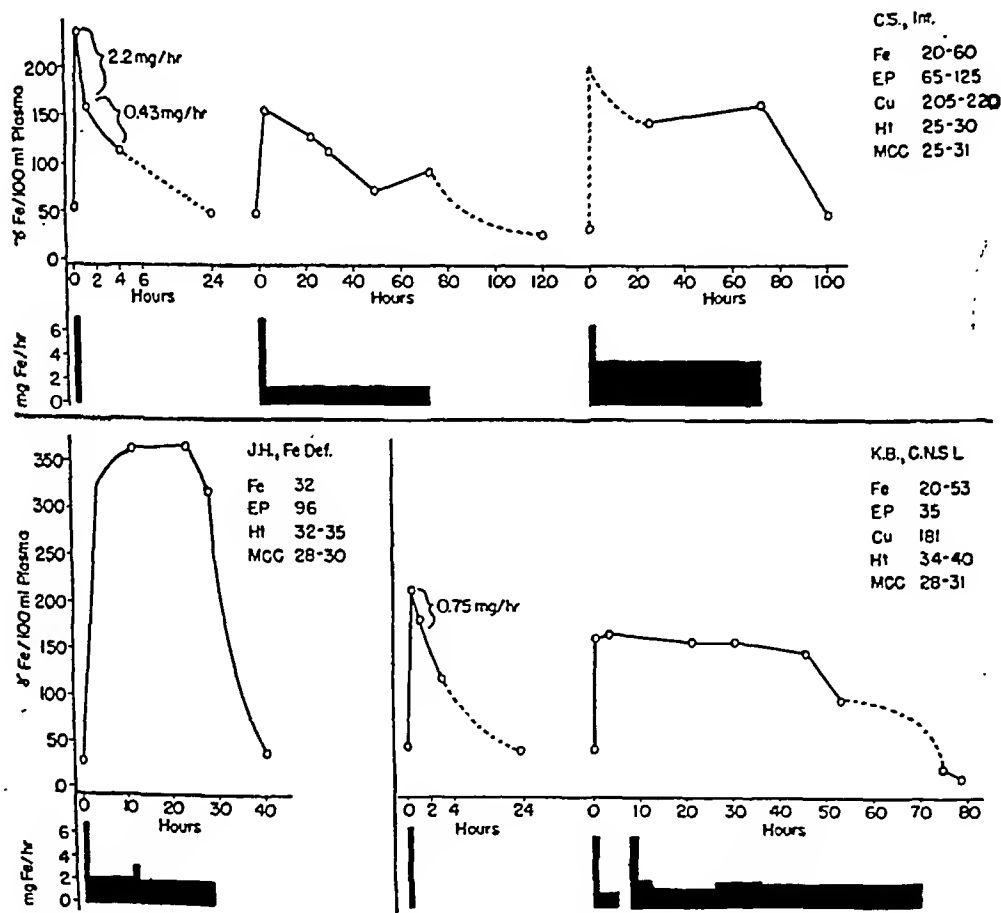 γ Fe/100 ml Plasma
200
150
100
50
0
2.2 mg/hr
0.43 mg/hr
0 2 4 6 24
Hours
0 20 40 60 80 100 120
Hours
0 20 40 60 80 100
Hours
C.S., Inf.
Fe 20-60
EP 65-125
Cu 205-220
Ht 25-30
MCC 25-31
mg Fe/hr
6
4
2
0
γ Fe/100 ml Plasma
350
300
250
200
150
100
50
0
J.H., Fe Def.
Fe 32
EP 96
Ht 32-35
MCC 28-30
0 10 20 30 40
Hours
0.75 mg/hr
0 2 4 24
Hours
K.B., C.N.S L
Fe 20-53
EP 35
Cu 181
Ht 34-40
MCC 28-31
0 10 20 30 40 50 60 70 80
Hours
mg Fe/hr
6
4
2
0